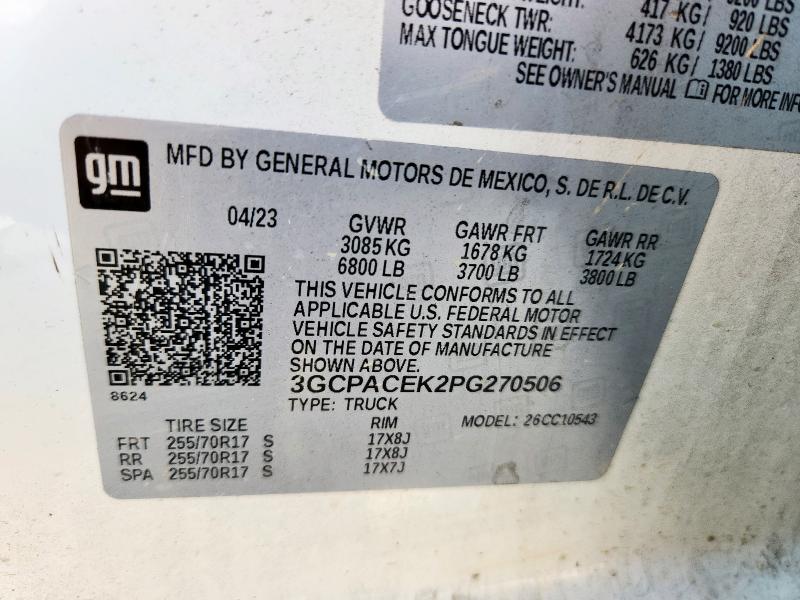 417 KG/ 920 LBS
GOOSENECK TWR: 4173 KG/ 9200 LBS
MAX TONGUE WEIGHT: 626 KG/ 1380 LBS
SEE OWNER'S MANUAL FOR MORE INFO
gm
MFD BY GENERAL MOTORS DE MEXICO, S. DE R.L. DE C.V.
04/23 GVWR GAWR FRT GAWR RR
3085 KG 1678 KG 1724 KG
6800 LB 3700 LB 3800 LB
THIS VEHICLE CONFORMS TO ALL
APPLICABLE U.S. FEDERAL MOTOR
VEHICLE SAFETY STANDARDS IN EFFECT
ON THE DATE OF MANUFACTURE
SHOWN ABOVE.
3GCPACEK2PG270506
8624
TYPE: TRUCK MODEL: 26CC10543
TIRE SIZE RIM
FRT 255/70R17 S 17X8J
RR 255/70R17 S 17X8J
SPA 255/70R17 S 17X7J